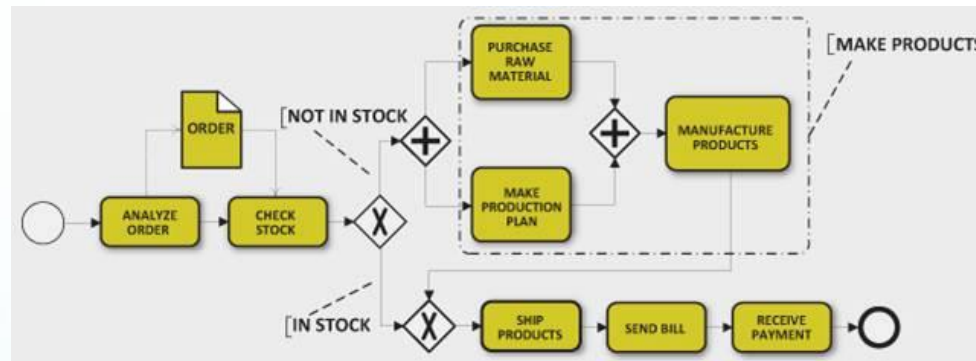 PURCHASE
RAW
MATERIAL
[MAKE PRODUCTS
[NOT IN STOCK
ORDER
MANUFACTURE
PRODUCTS
MAKE
PRODUCTION
PLAN
ANALYZE
ORDER
CHECK
STOCK
X
[IN STOCK
X
SHIP
PRODUCTS
SEND BILL
RECEIVE
PAYMENT